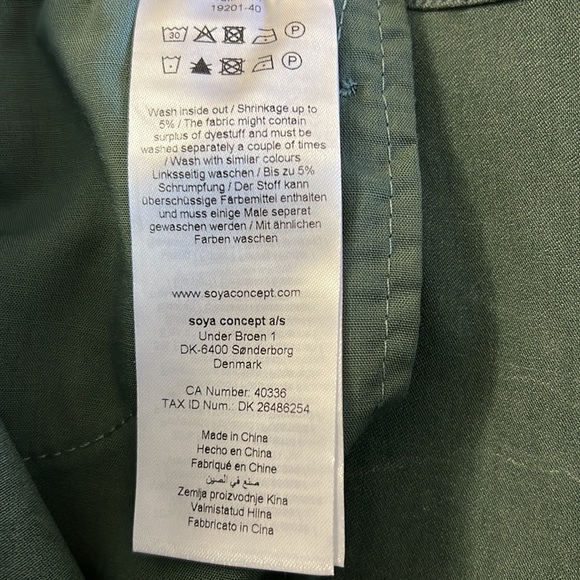 19201-40
30 P
P
Wash inside out / Shrinkage up to
5% / The fabric might contain
surplus of dyestuff and must be
washed separately a couple of times
/ Wash with similar colours
Linksseitig waschen / Bis zu 5%
Schrumpfung / Der Stoff kann
überschüssige Färbemittel enthalten
und muss einige Male separat
gewaschen werden / Mit ähnlichen
Farben waschen
www.soyaconcept.com
soya concept a/s
Under Broen 1
DK-6400 Sønderborg
Denmark
CA Number: 40336
TAX ID Num.: DK 26486254
Made in China
Hecho en China
Fabriqué en Chine
صنع في الصين
Zemlja proizvodnje Kina
Valmistatud Hiina
Fabbricato in Cina